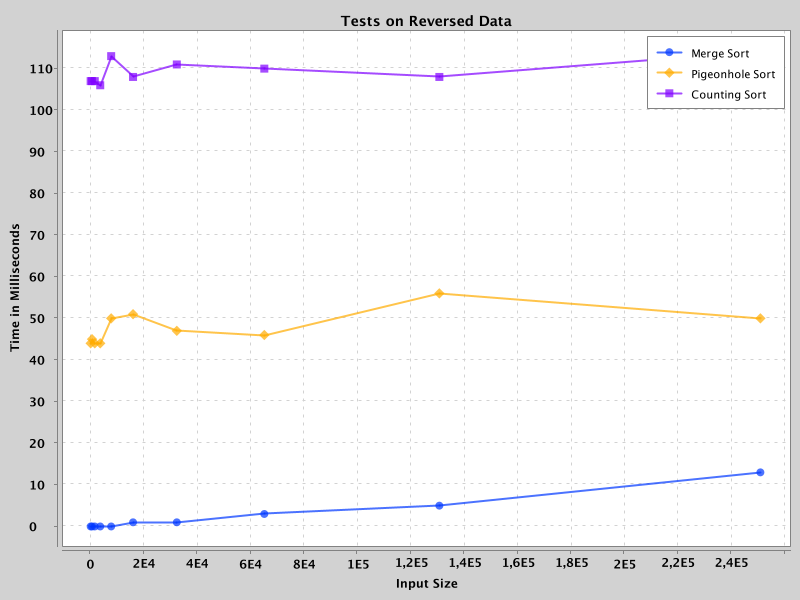 Tests on Reversed Data
Merge Sort
Pigeonhole Sort
Counting Sort
Time in Milliseconds
110
100
90
80
70
60
50
40
30
20
10
0
0 2E4 4E4 6E4 8E4 1E5 1,2E5 1,4E5 1,6E5 1,8E5 2E5 2,2E5 2,4E5
Input Size